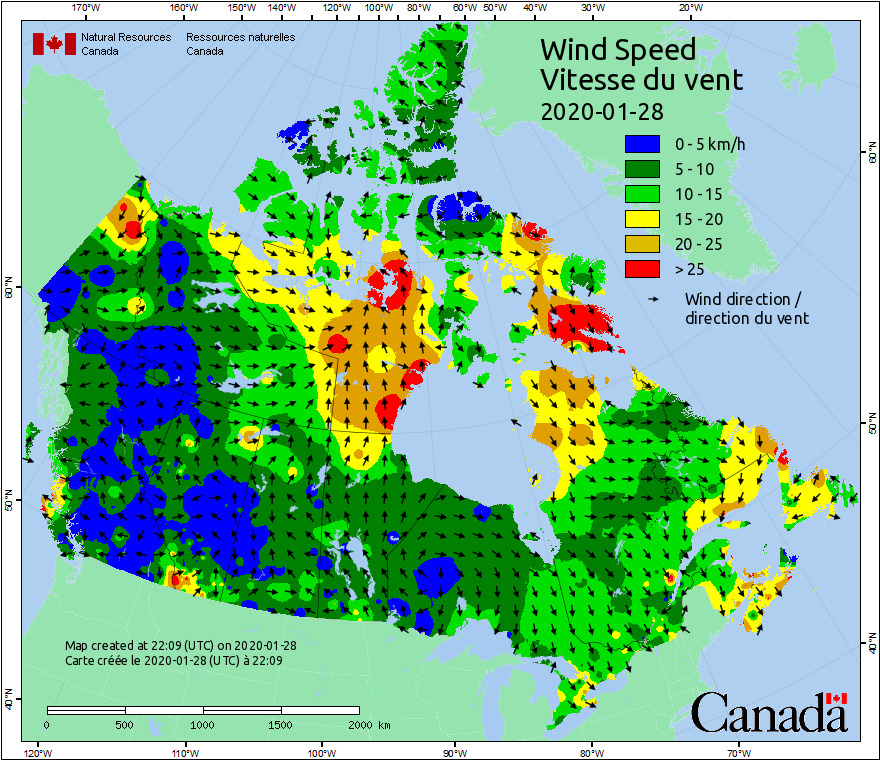 170°W 160°W 150°W 140°W 120°W 100°W 80°W 60°W 50°W 40°W 30°W 20°W
Natural Resources Ressources naturelles
Canada Canada
Wind Speed
Vitesse du vent
2020-01-28
0 - 5 km/h
5 - 10
10 - 15
15 - 20
20 - 25
> 25
Wind direction /
direction du vent
60°N
60°N
50°N
50°N
40°N
40°N
Map created at 22:09 (UTC) on 2020-01-28
Carte créée le 2020-01-28 (UTC) à 22:09
0 500 1000 1500 2000 km
Canada
120°W 110°W 100°W 90°W 80°W 70°W